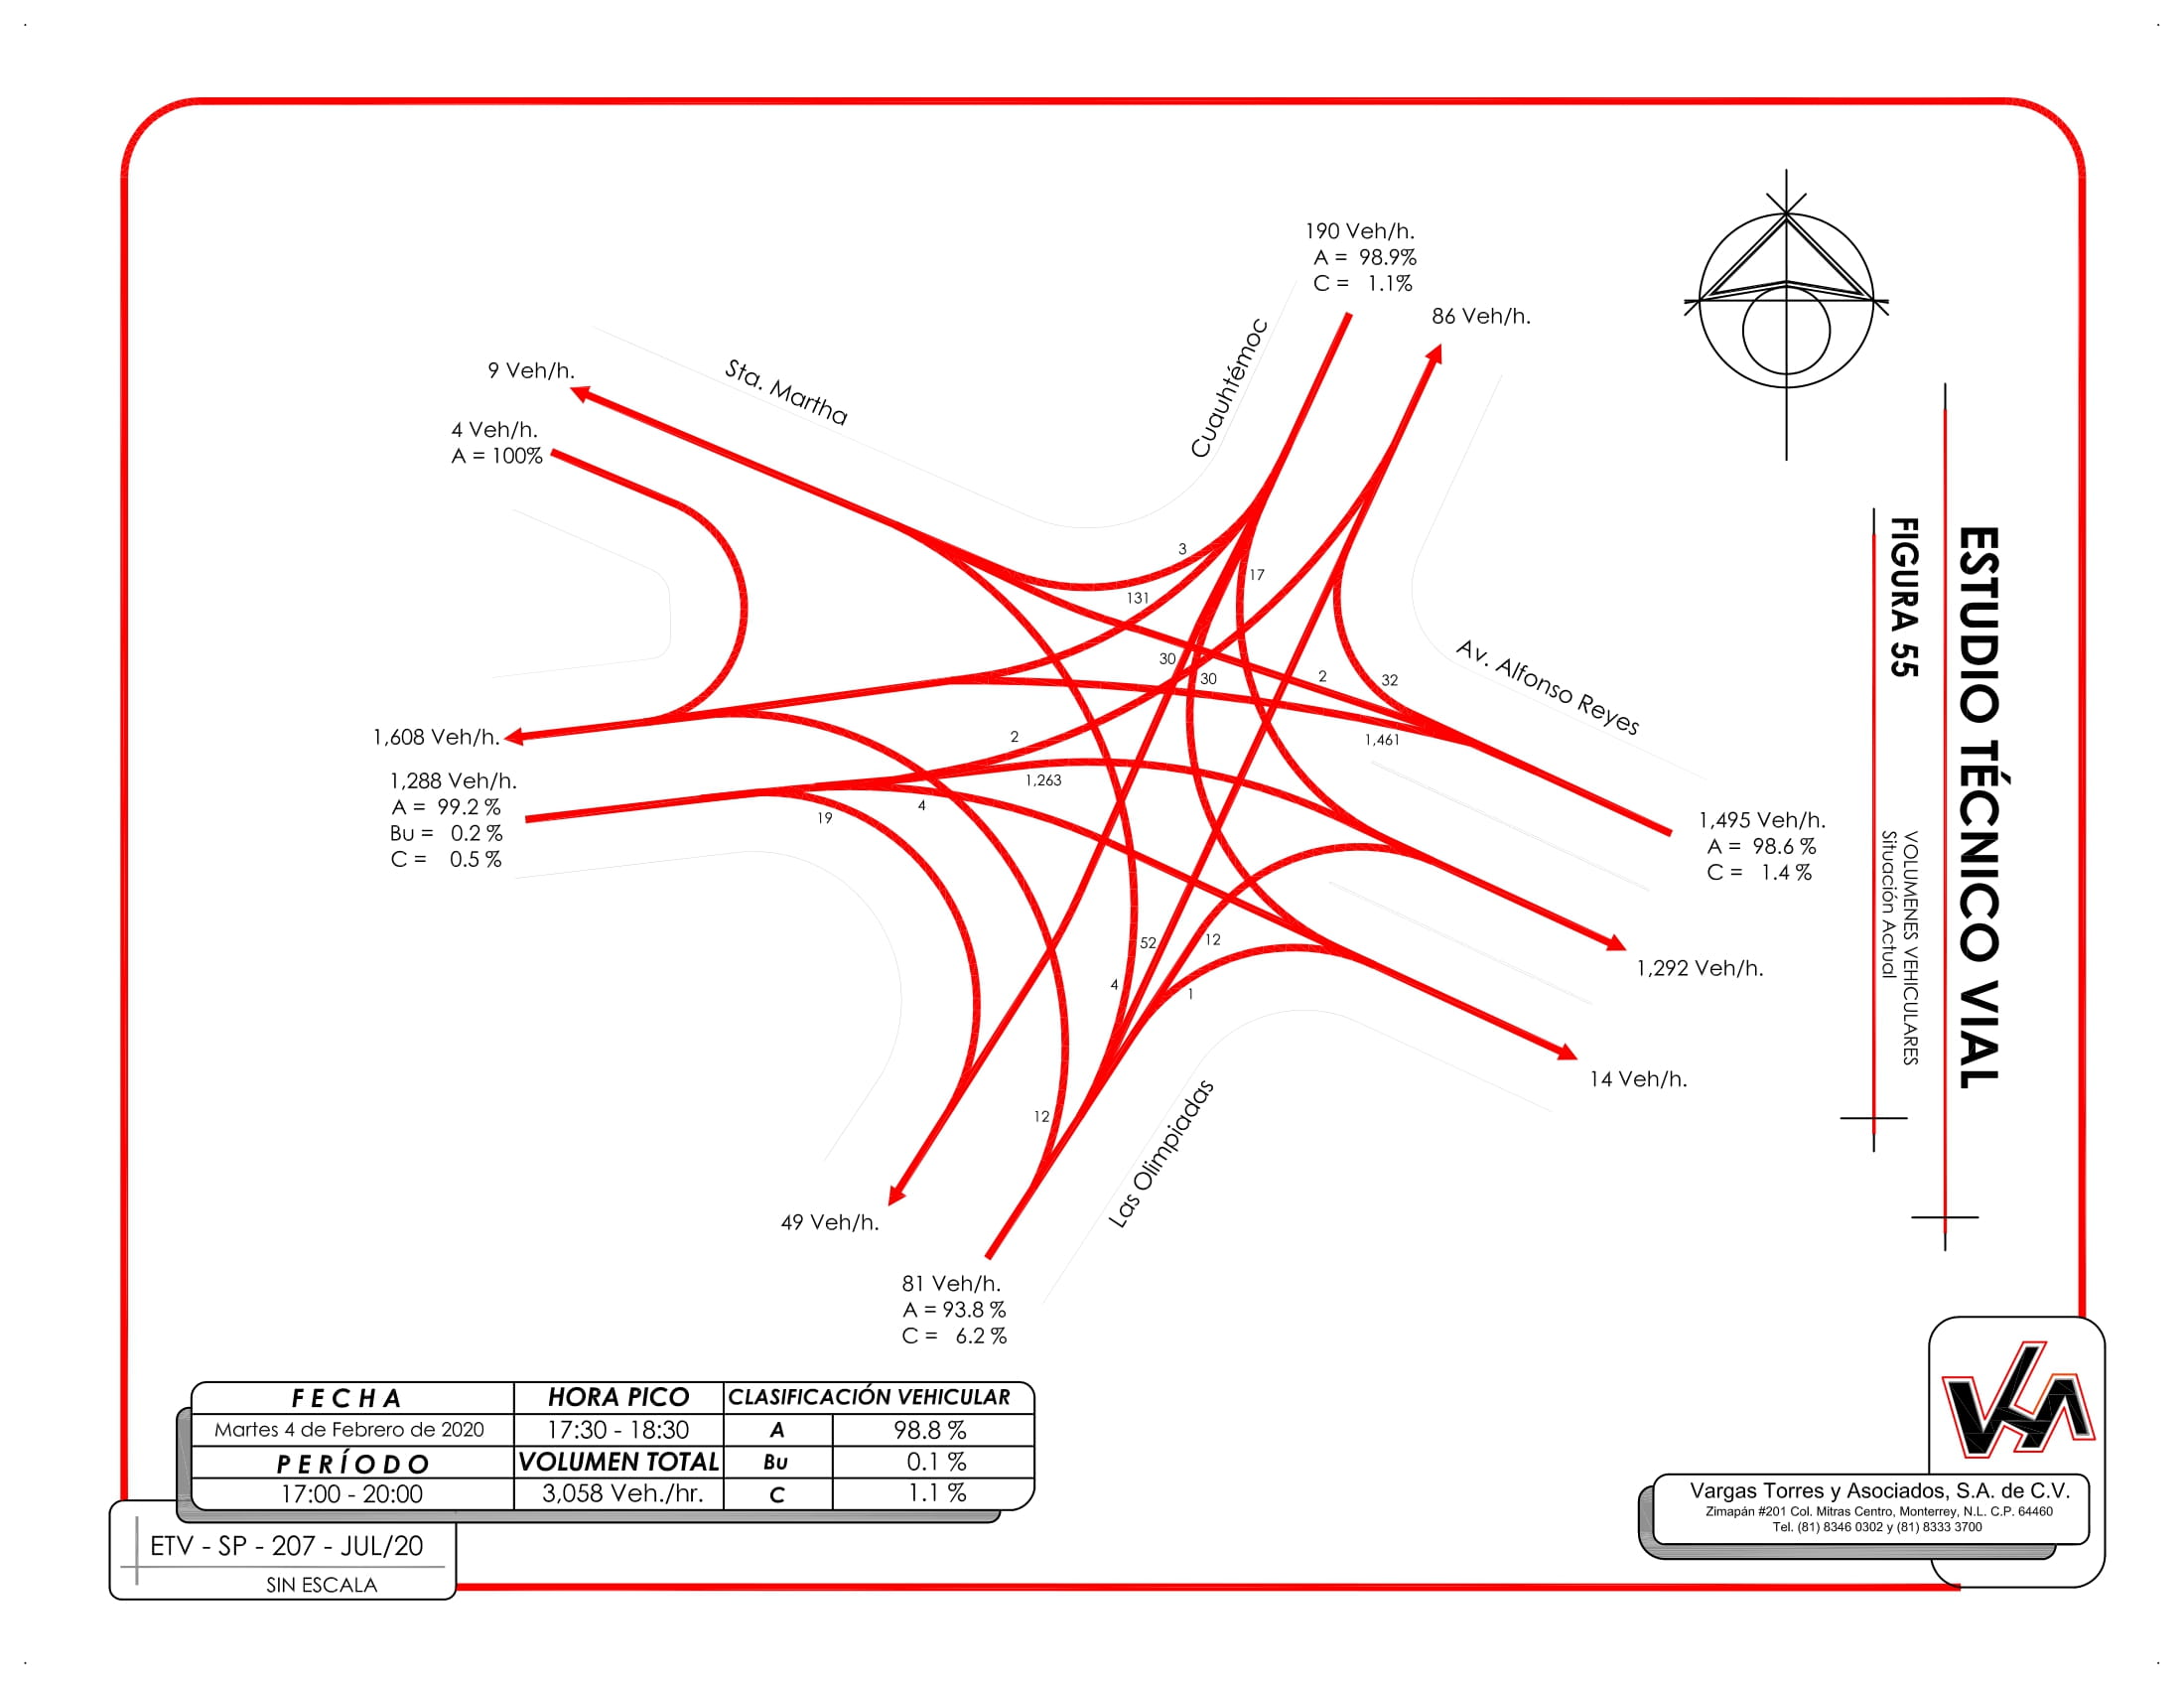 190 Veh/h.
A = 98.9%
C = 1.1%
86 Veh/h.
9 Veh/h.
4 Veh/h.
A = 100%
Sta. Martha
Cuauhtémoc
3
17
131
30
30
2
32
Av. Alfonso Reyes
1,608 Veh/h.
2
1,461
1,288 Veh/h.
A = 99.2 %
Bu = 0.2 %
C = 0.5 %
1,263
4
19
1,495 Veh/h.
A = 98.6 %
C = 1.4 %
52
12
4
1
1,292 Veh/h.
14 Veh/h.
12
Las Olimpiadas
49 Veh/h.
81 Veh/h.
A = 93.8 %
C = 6.2 %
ESTUDIO TÉCNICO VIAL
FIGURA 55
VOLUMENES VEHICULARES
Situación Actual
FECHA HORA PICO CLASIFICACIÓN VEHICULAR
Martes 4 de Febrero de 2020 17:30 - 18:30 A 98.8 %
PERÍODO VOLUMEN TOTAL Bu 0.1 %
17:00 - 20:00 3,058 Veh./hr. C 1.1 %
ETV - SP - 207 - JUL/20
SIN ESCALA
VTA
Vargas Torres y Asociados, S.A. de C.V.
Zimapán #201 Col. Mitras Centro, Monterrey, N.L. C.P. 64460
Tel. (81) 8346 0302 y (81) 8333 3700